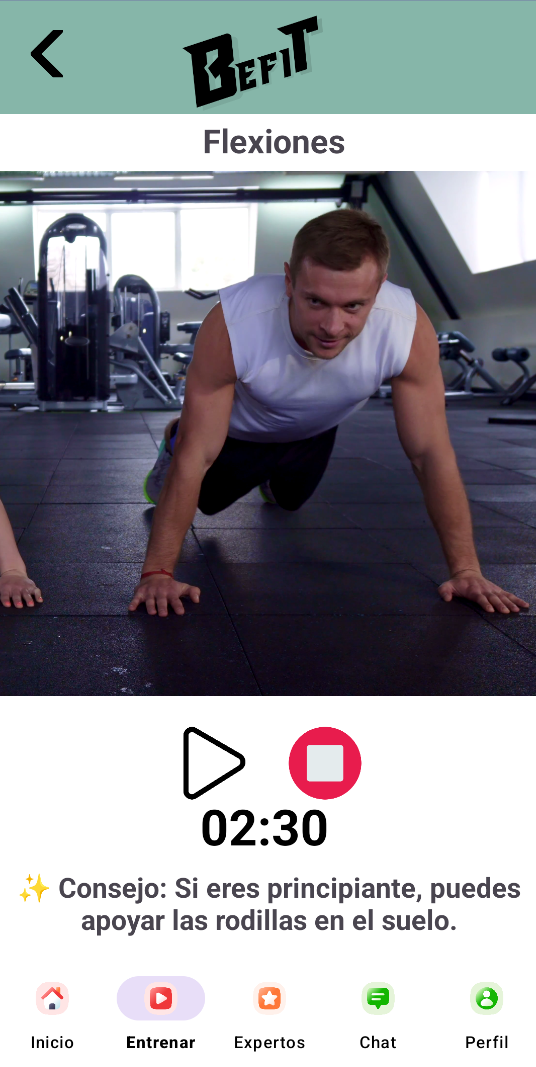 BEFIT
Flexiones
02:30
✨ Consejo: Si eres principiante, puedes
apoyar las rodillas en el suelo.
Inicio Entrenar Expertos Chat Perfil